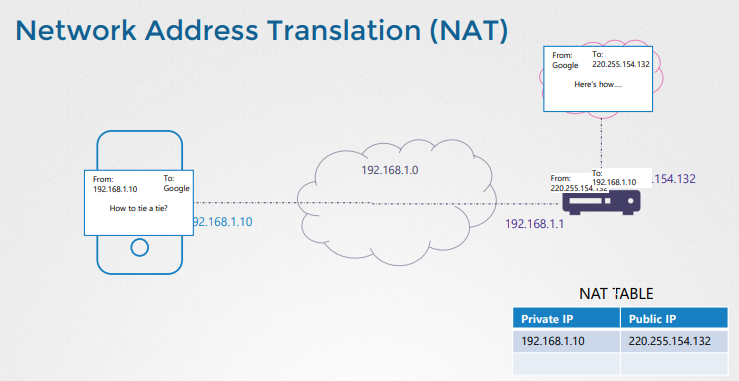 Network Address Translation (NAT)
From: To:
Google 220.255.154.132
Here's how....
192.168.1.0
From: To:
192.168.1.10 Google
How to tie a tie?
92.168.1.10
From: To:
220.255.154.132 192.168.1.10
.154.132
192.168.1.1
NAT TABLE
Private IP Public IP
192.168.1.10 220.255.154.132